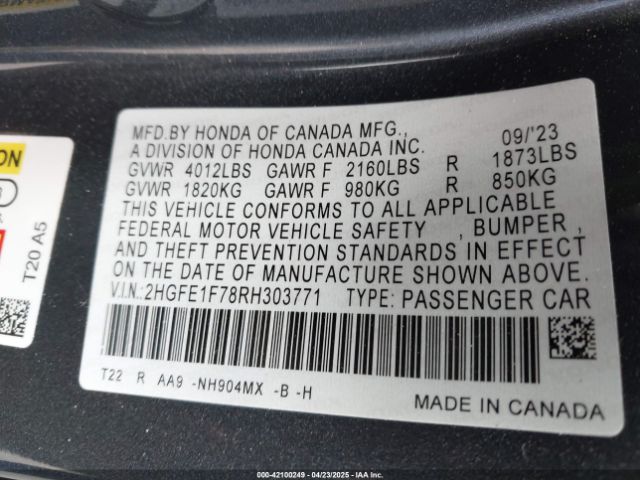 MFD.BY HONDA OF CANADA MFG., 09/'23
A DIVISION OF HONDA CANADA INC.
GVWR 4012LBS GAWR F 2160LBS R 1873LBS
GVWR 1820KG GAWR F 980KG R 850KG
THIS VEHICLE CONFORMS TO ALL APPLICABLE
FEDERAL MOTOR VEHICLE SAFETY , BUMPER ,
AND THEFT PREVENTION STANDARDS IN EFFECT
ON THE DATE OF MANUFACTURE SHOWN ABOVE.
V.I.N.:2HGFE1F78RH303771 TYPE: PASSENGER CAR
T22 R AA9 -NH904MX -B -H
MADE IN CANADA
ON
T20 A5
000-42100249 | 04/23/2025 | IAA Inc.